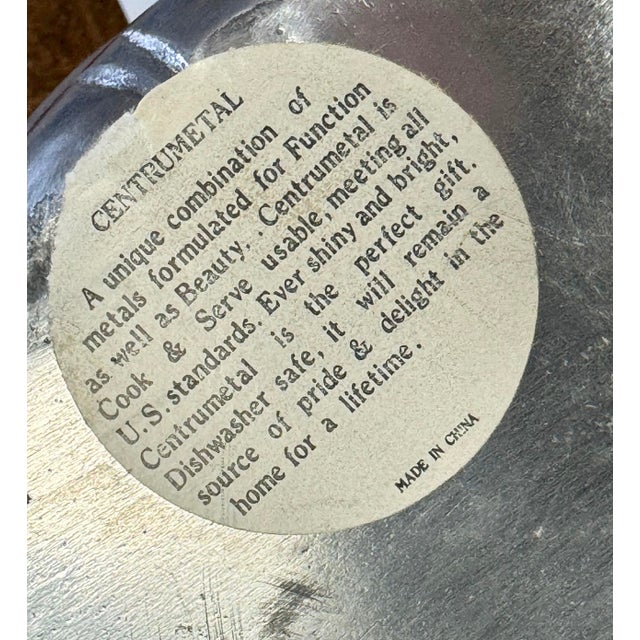 CENTRUMETAL
A unique combination of
metals formulated for Function
as well as Beauty. Centrumetal is
Cook & Serve usable, meeting all
U.S. standards. Ever shiny and bright,
Centrumetal is the perfect gift.
Dishwasher safe, it will remain a
source of pride & delight in the
home for a lifetime.
MADE IN CHINA